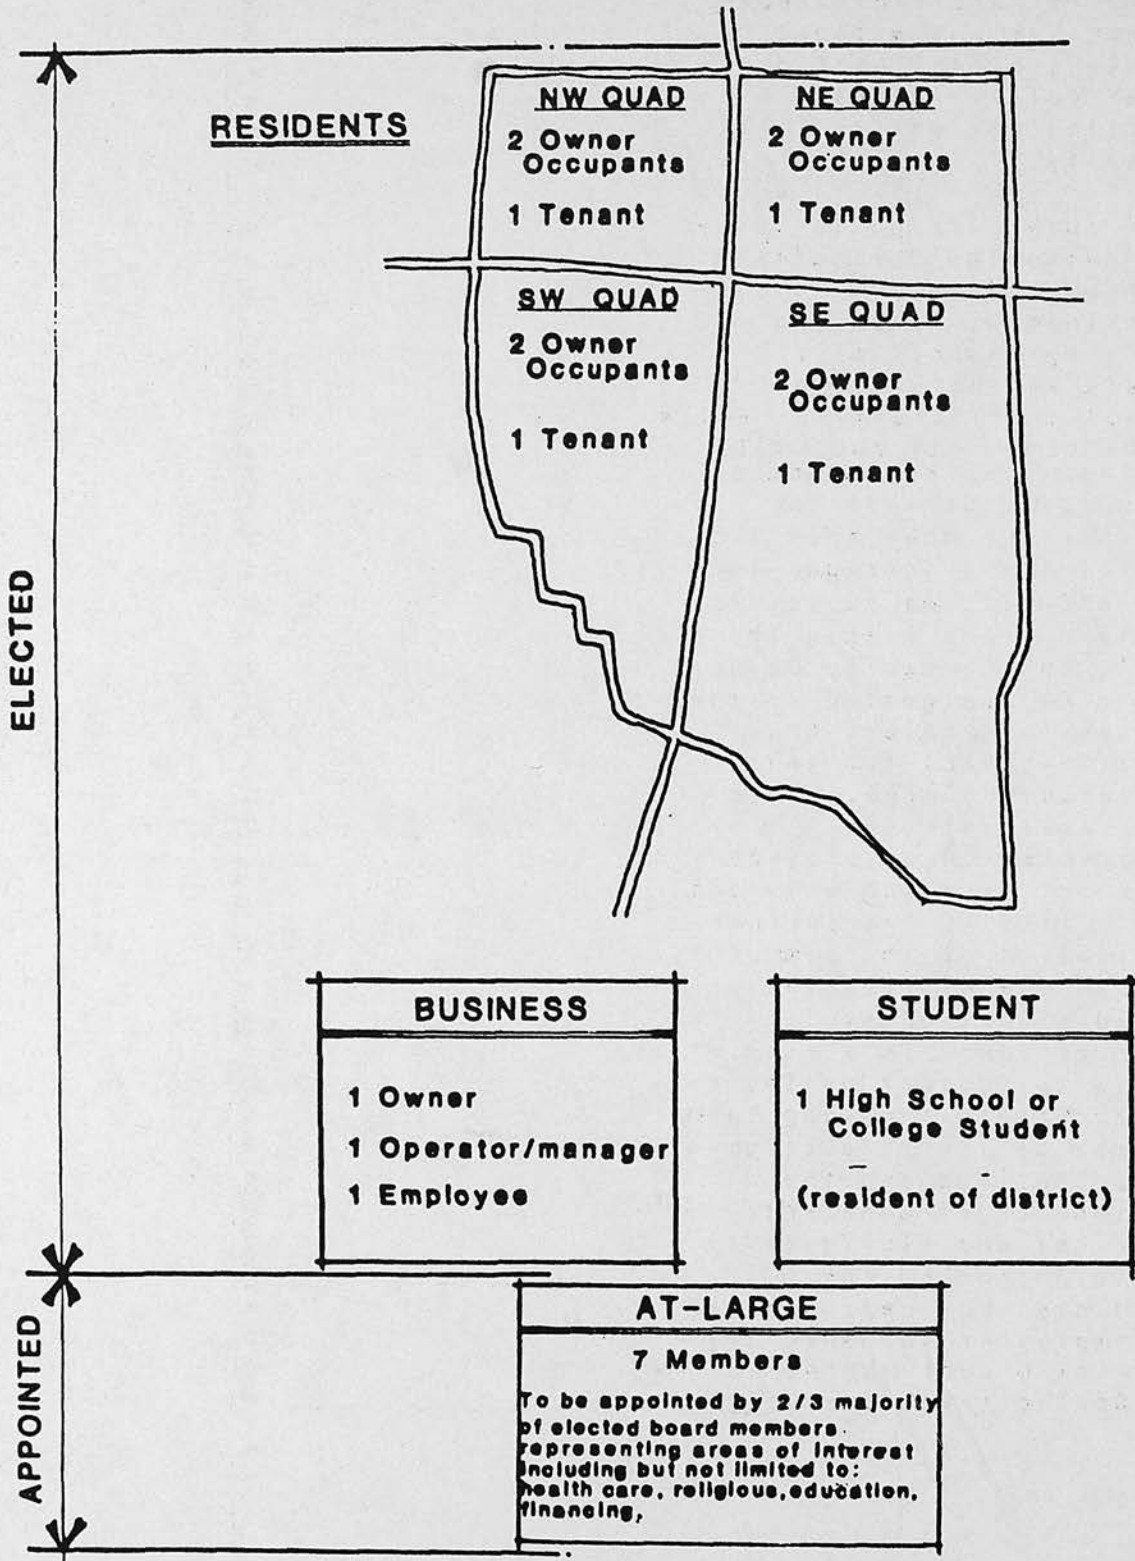 RESIDENTS
NW QUAD
2 Owner
Occupants
1 Tenant
NE QUAD
2 Owner
Occupants
1 Tenant
SW QUAD
2 Owner
Occupants
1 Tenant
SE QUAD
2 Owner
Occupants
1 Tenant
ELECTED
BUSINESS
1 Owner
1 Operator/manager
1 Employee
STUDENT
1 High School or
College Student
(resident of district)
APPOINTED
AT-LARGE
7 Members
To be appointed by 2/3 majority
of elected board members
representing areas of interest
including but not limited to:
health care, religious, education,
financing,